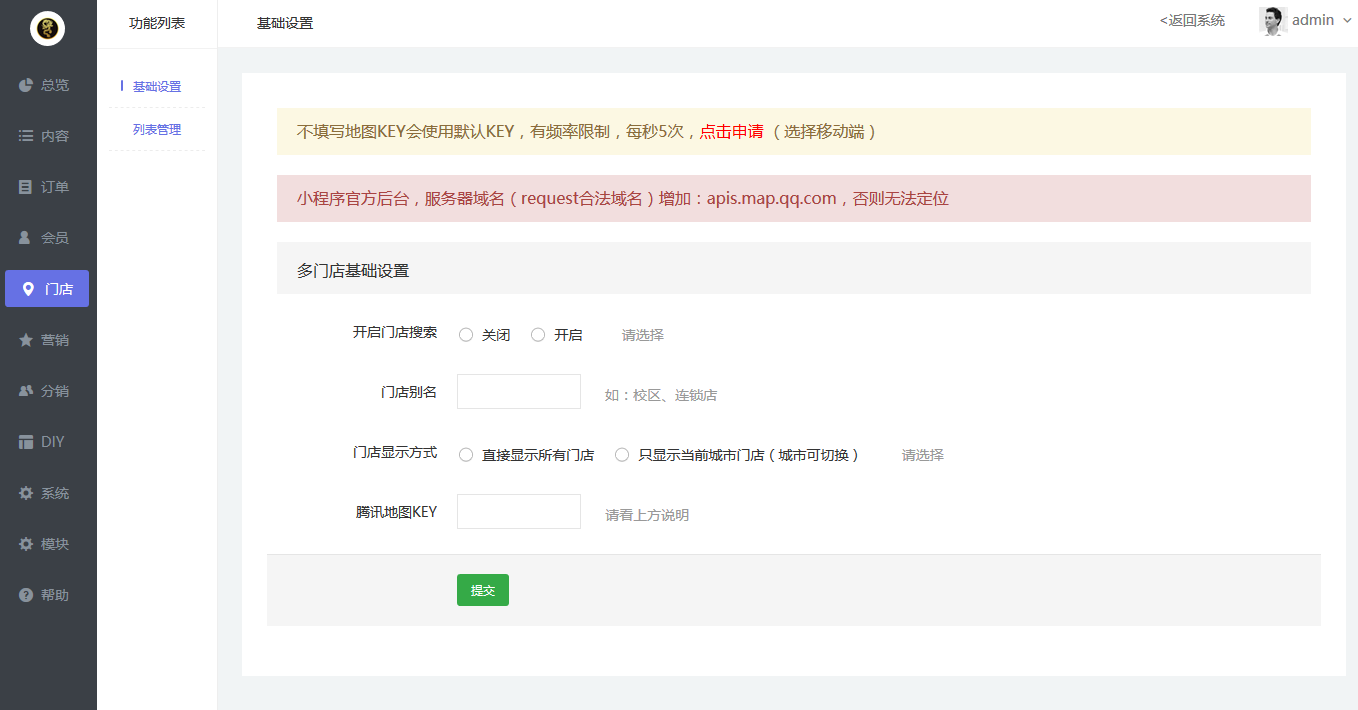 功能列表
基础设置
<返回系统
admin
总览
内容
订单
会员
门店
营销
分销
DIY
系统
模块
帮助
基础设置
列表管理
不填写地图KEY会使用默认KEY，有频率限制，每秒5次，点击申请（选择移动端）
小程序官方后台，服务器域名（request合法域名）增加：apis.map.qq.com，否则无法定位
多门店基础设置
开启门店搜索 关闭 开启 请选择
门店别名 如：校区、连锁店
门店显示方式 直接显示所有门店 只显示当前城市门店（城市可切换） 请选择
腾讯地图KEY 请看上方说明
提交